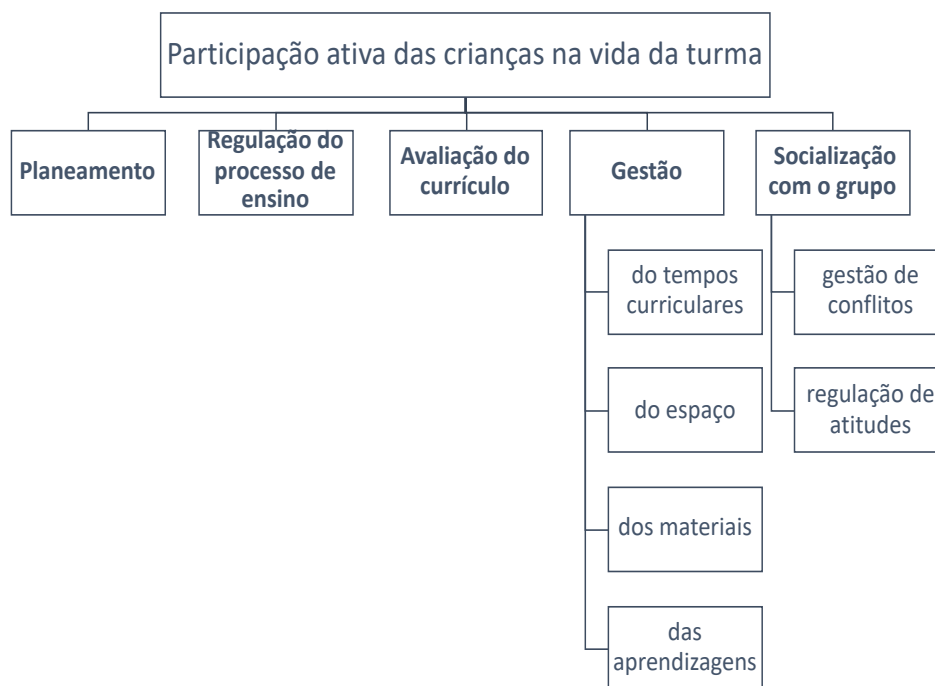 Participação ativa das crianças na vida da turma
Planeamento
Regulação do
processo de
ensino
Avaliação do
currículo
Gestão
Socialização
com o grupo
do tempos
curriculares
do espaço
dos materiais
das
aprendizagens
gestão de
conflitos
regulação de
atitudes